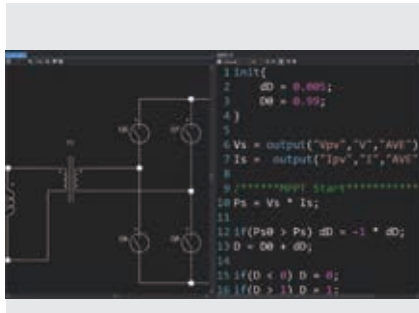 1 Init{
2 dD = 0.005;
3 D0 = 0.99;
4 }
5
6 Vs = output("Vpv","V","AVE")
7 Is = output("Ipv","I","AVE"
8
9 /******MPPT Start**********
10 Ps = Vs * Is;
11
12 if(Ps0 > Ps) dD = -1 * dD;
13 D = D0 + dD;
14
15 if(D < 0) D = 0;
16 if(D > 1) D = 1;